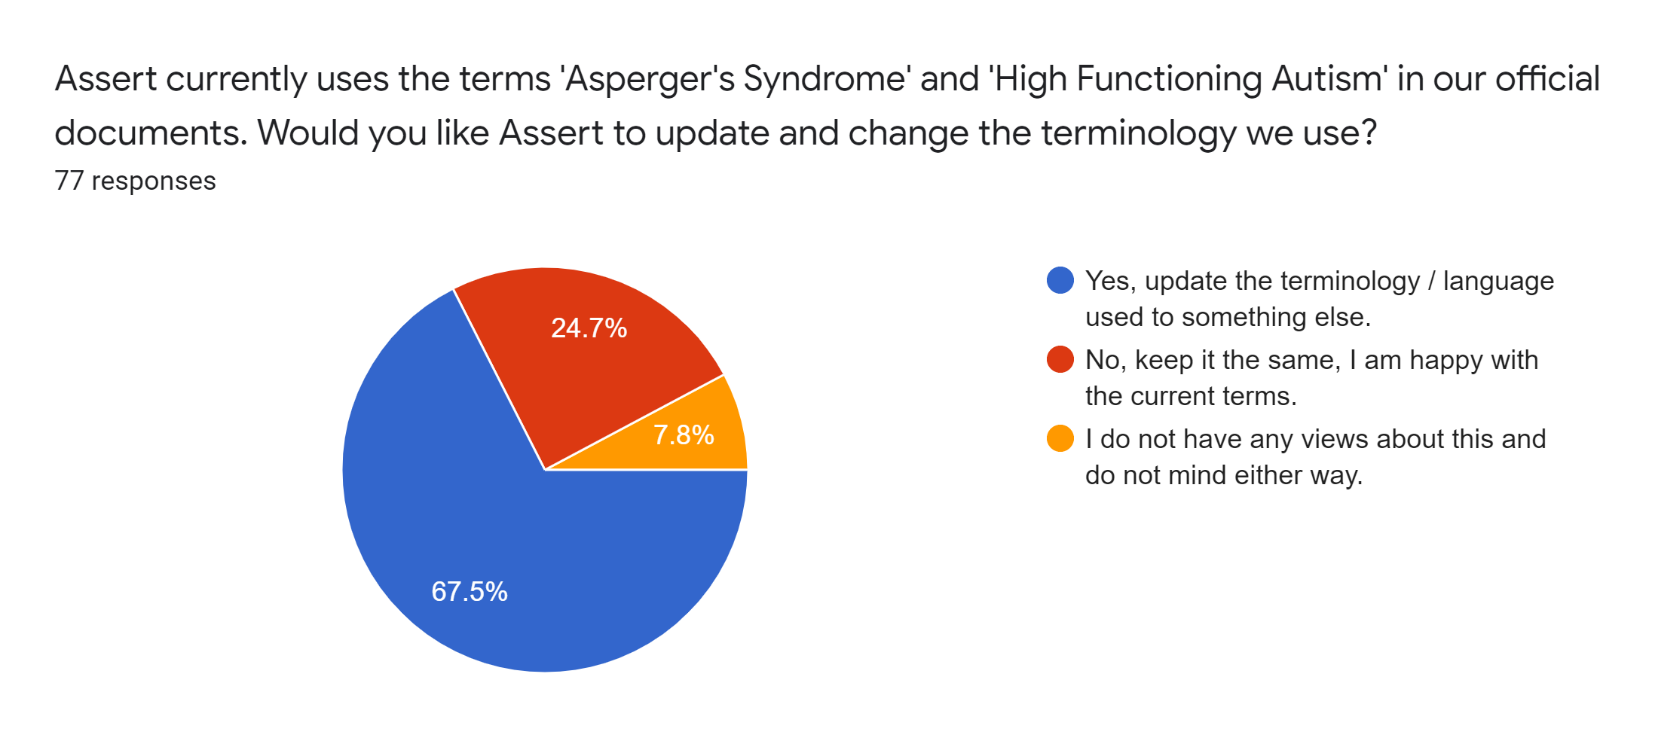 Assert currently uses the terms 'Asperger's Syndrome' and 'High Functioning Autism' in our official
documents. Would you like Assert to update and change the terminology we use?
77 responses
24.7%
7.8%
67.5%
Yes, update the terminology / language
used to something else.
No, keep it the same, I am happy with
the current terms.
I do not have any views about this and
do not mind either way.